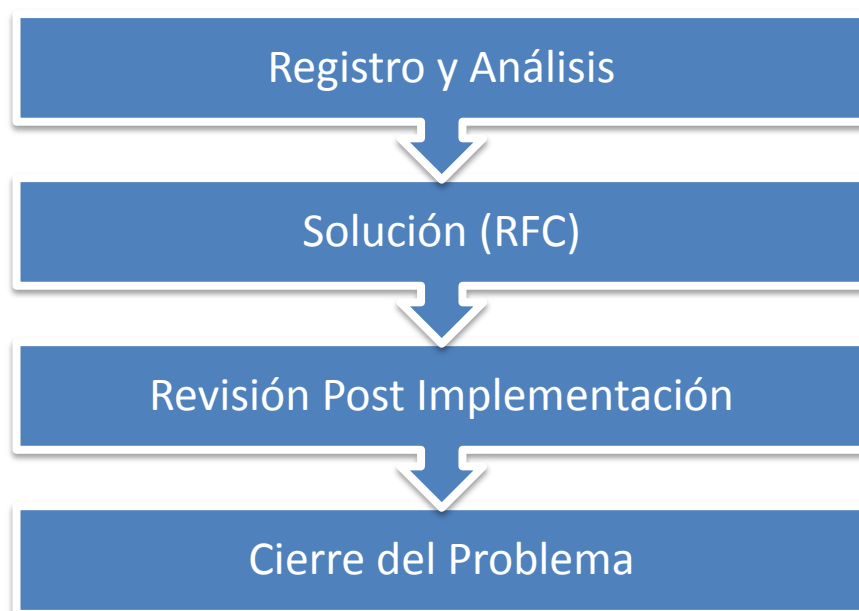 Registro y Análisis
Solución (RFC)
Revisión Post Implementación
Cierre del Problema